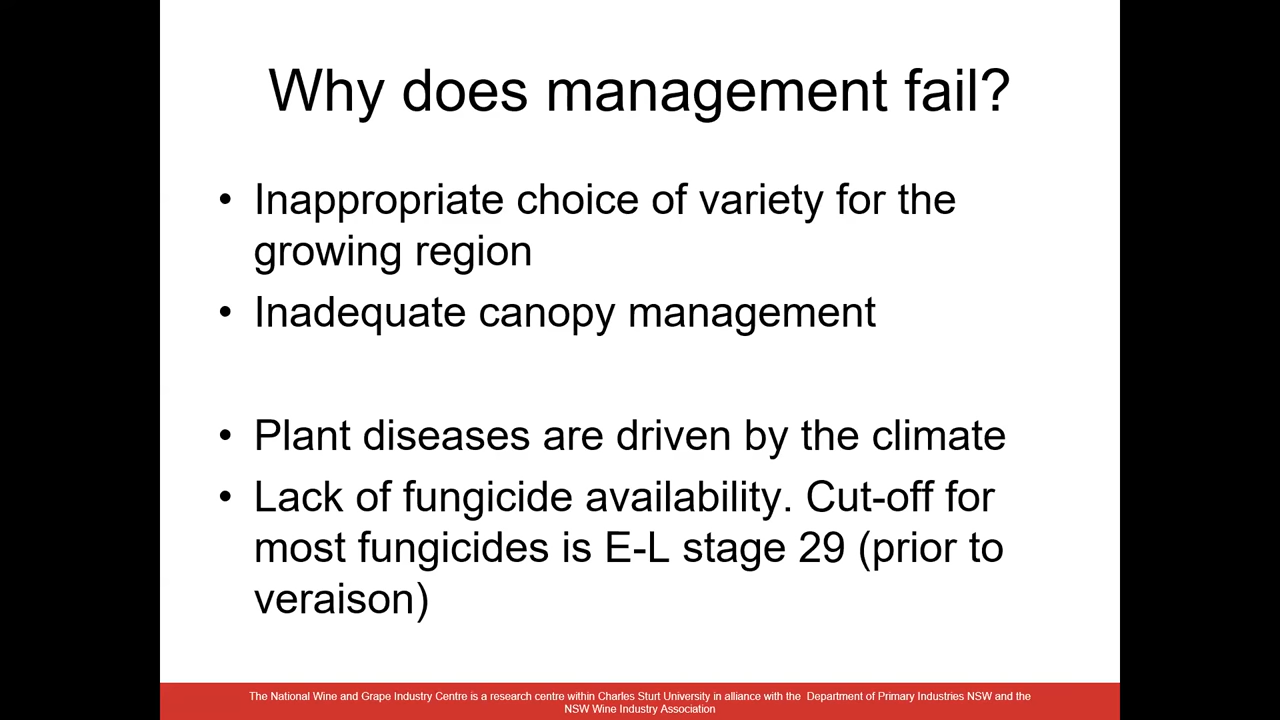 Why does management fail?
• Inappropriate choice of variety for the
growing region
• Inadequate canopy management
• Plant diseases are driven by the climate
• Lack of fungicide availability. Cut-off for
most fungicides is E-L stage 29 (prior to
veraison)
The National Wine and Grape Industry Centre is a research centre within Charles Sturt University in alliance with the Department of Primary Industries NSW and the
NSW Wine Industry Association